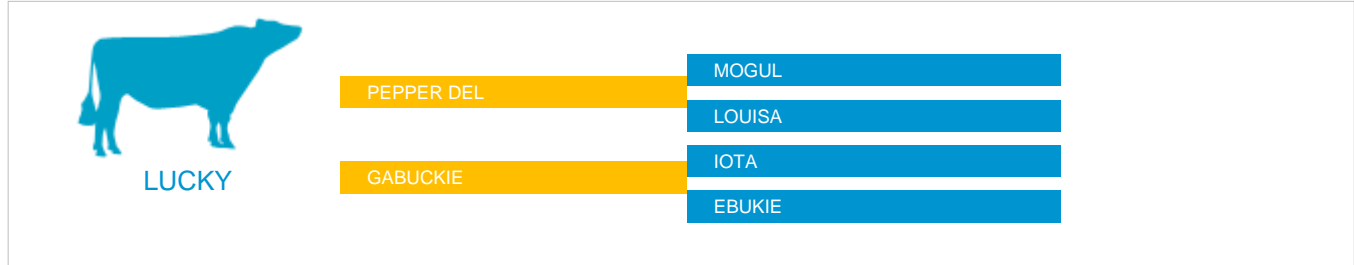 LUCKY
PEPPER DEL
GABUCKIE
MOGUL
LOUISA
IOTA
EBUKIE